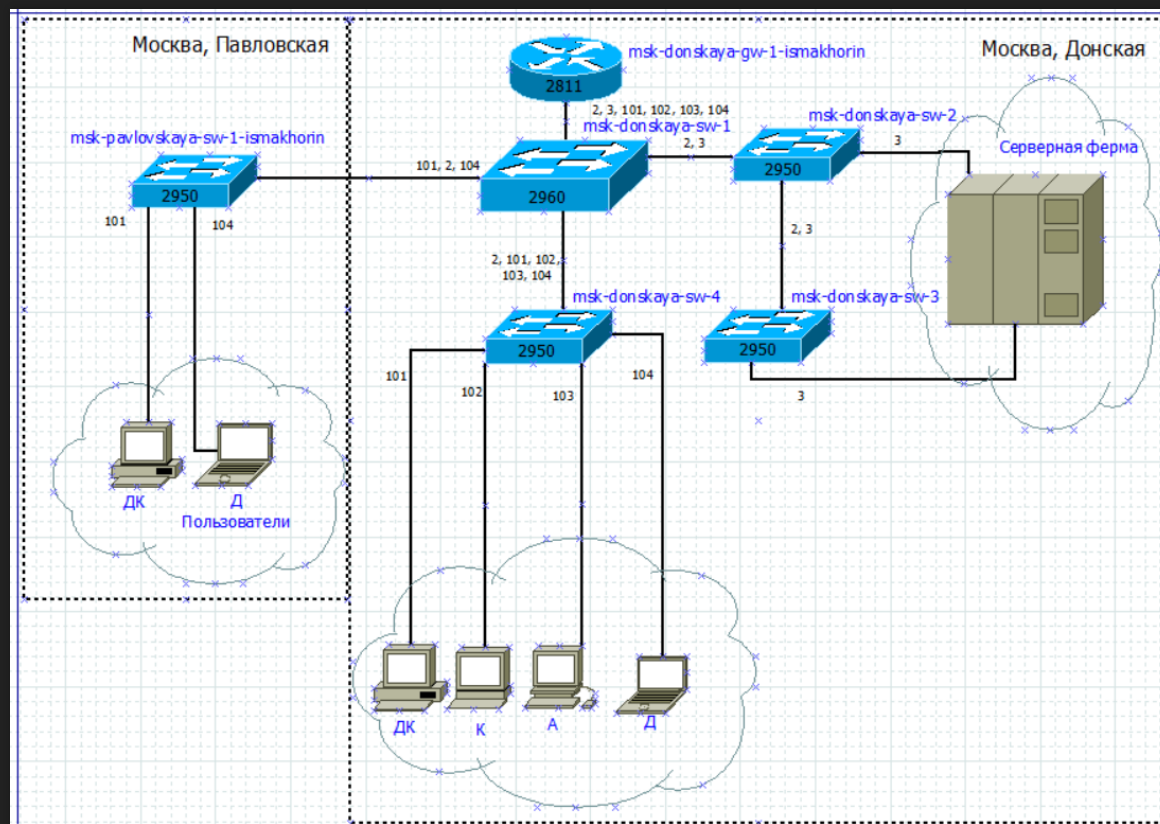 Москва, Павловская
msk-donskaya-gw-1-ismakhorin
Москва, Донская
2811
2, 3, 101, 102, 103, 104
msk-donskaya-sw-1
msk-donskaya-sw-2
msk-pavlovskaya-sw-1-ismakhorin
2, 3
3
Серверная ферма
101, 2, 104
2950
2960
2950
101
104
2, 3
2, 101, 102,
103, 104
msk-donskaya-sw-4
msk-donskaya-sw-3
2950
2950
101
102
103
104
3
ДК
Д
Пользователи
ДК
К
А
Д